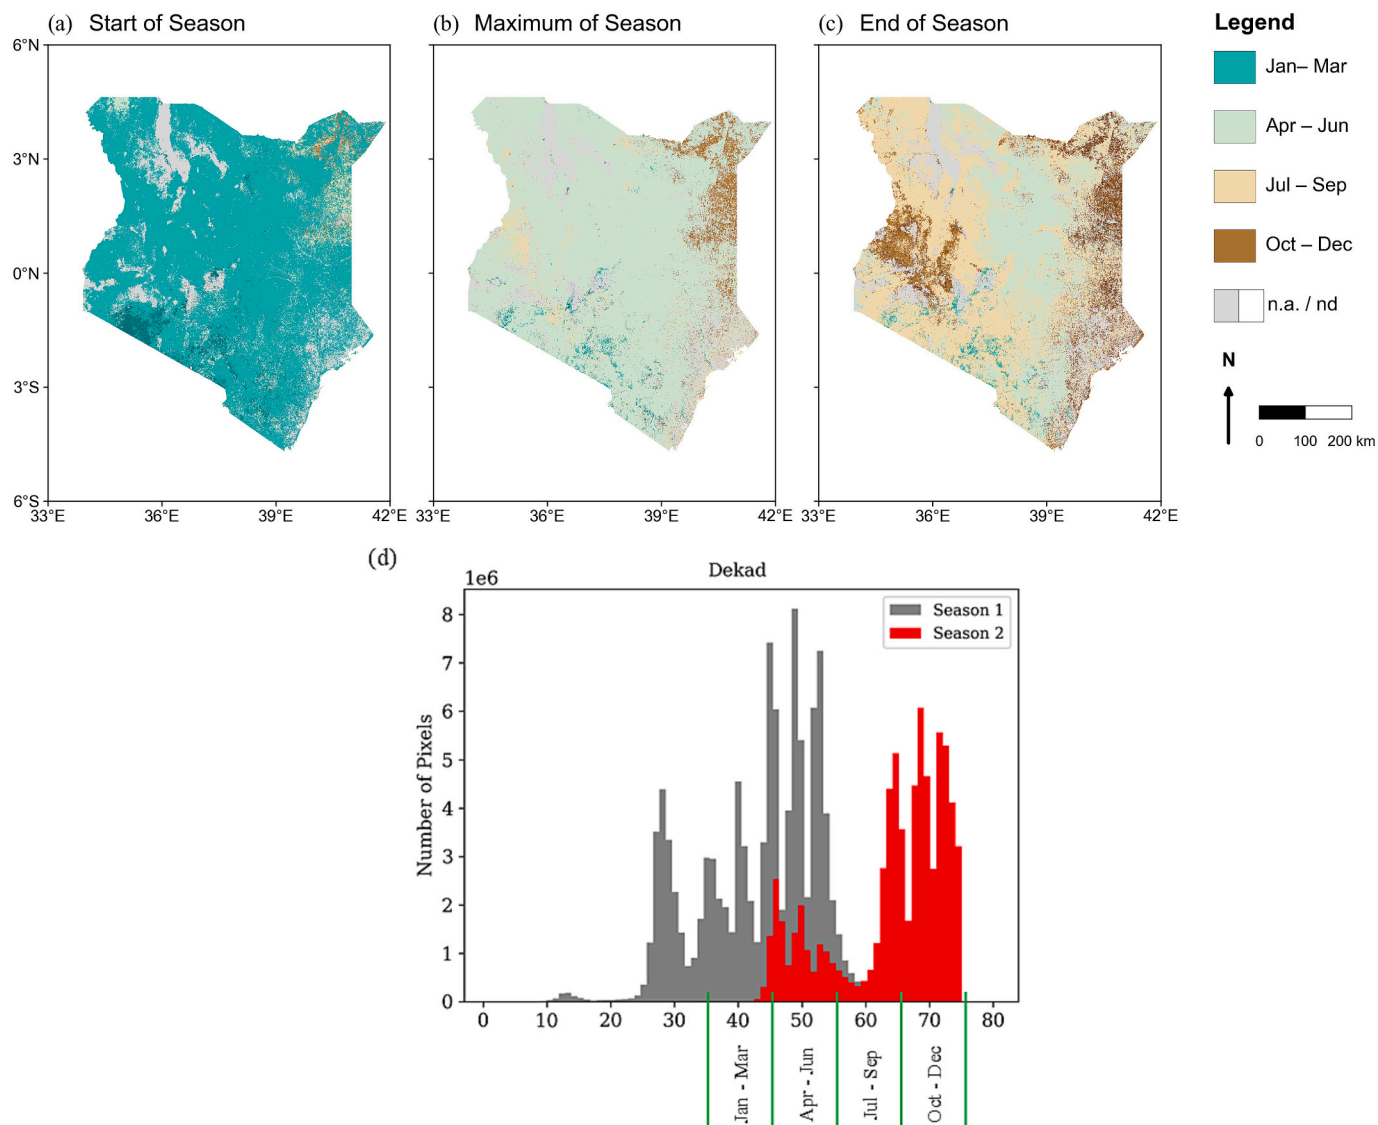 (a) Start of Season
(b) Maximum of Season
(c) End of Season
Legend
6°N
3°N
0°N
3°S
6°S
33°E
36°E
39°E
42°E
33°E
36°E
39°E
42°E
33°E
36°E
39°E
42°E
Jan– Mar
Apr – Jun
Jul – Sep
Oct – Dec
n.a. / nd
N
0 100 200 km
(d)
Dekad
1e6
Season 1
Season 2
Number of Pixels
8
7
6
5
4
3
2
1
0
0 10 20 30 40 50 60 70 80
Jan - Mar
Apr - Jun
Jul - Sep
Oct - Dec